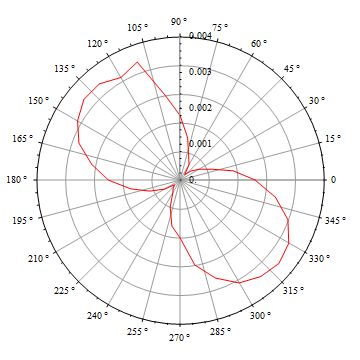 90 °
105 ° 75 °
120 ° 60 °
135 ° 45 °
150 ° 30 °
165 ° 15 °
180 ° 0 °
195 ° 345 °
210 ° 330 °
225 ° 315 °
240 ° 300 °
255 ° 285 °
270 °
0.004
0.003
0.002
0.001
0.